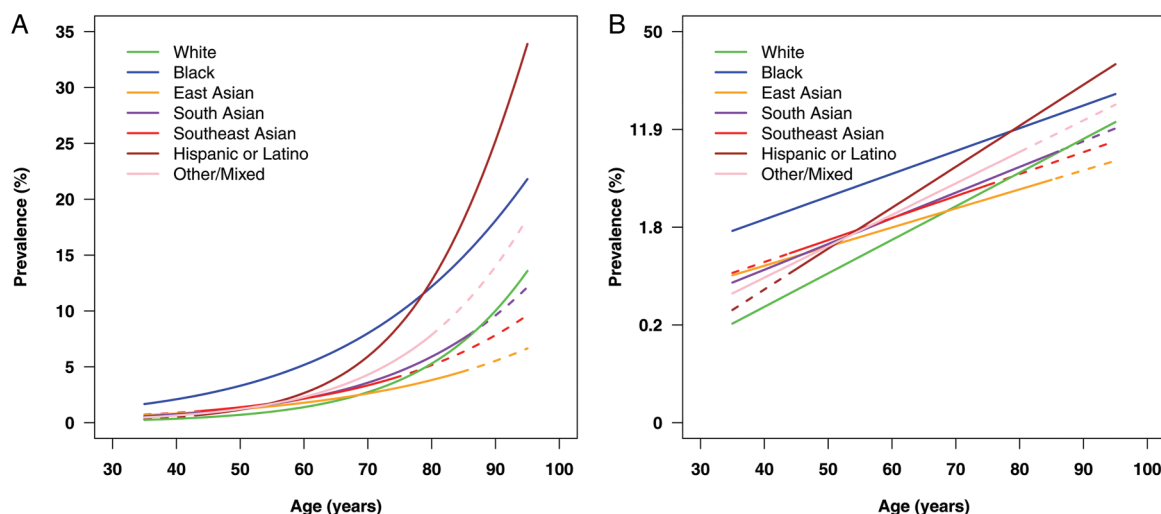 A
Prevalence (%)
35
30
25
20
15
10
5
0
White
Black
East Asian
South Asian
Southeast Asian
Hispanic or Latino
Other/Mixed
30 40 50 60 70 80 90 100
Age (years)
B
Prevalence (%)
50
11.9
1.8
0.2
0
White
Black
East Asian
South Asian
Southeast Asian
Hispanic or Latino
Other/Mixed
30 40 50 60 70 80 90 100
Age (years)